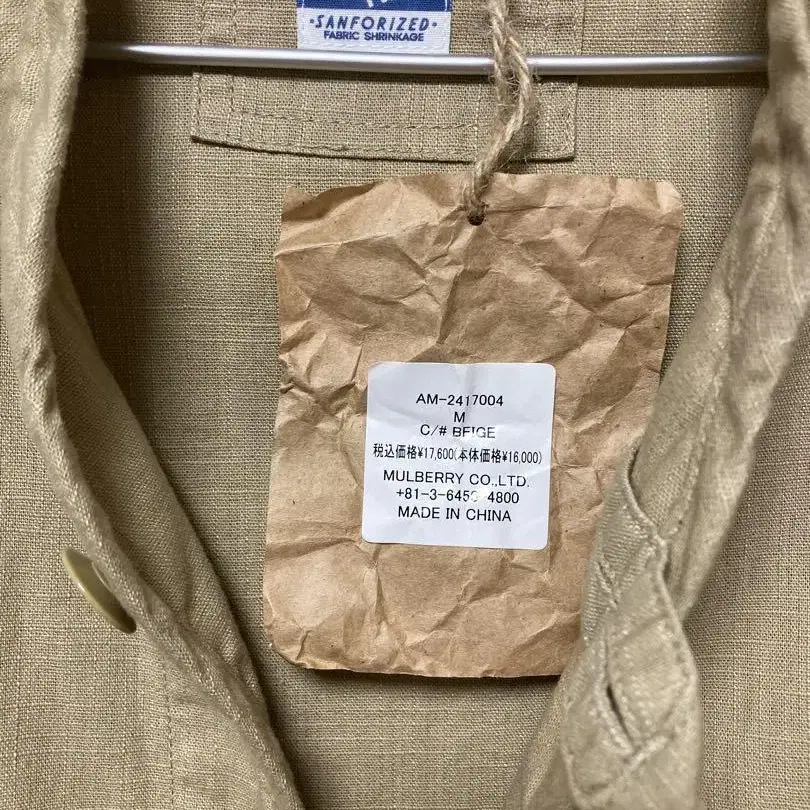 ·SANFORIZED·
FABRIC SHRINKAGE
AM-2417004
M
C/# BEIGE
税込価格¥17,600(本体価格¥16,000)
MULBERRY CO.,LTD.
MADE IN CHINA